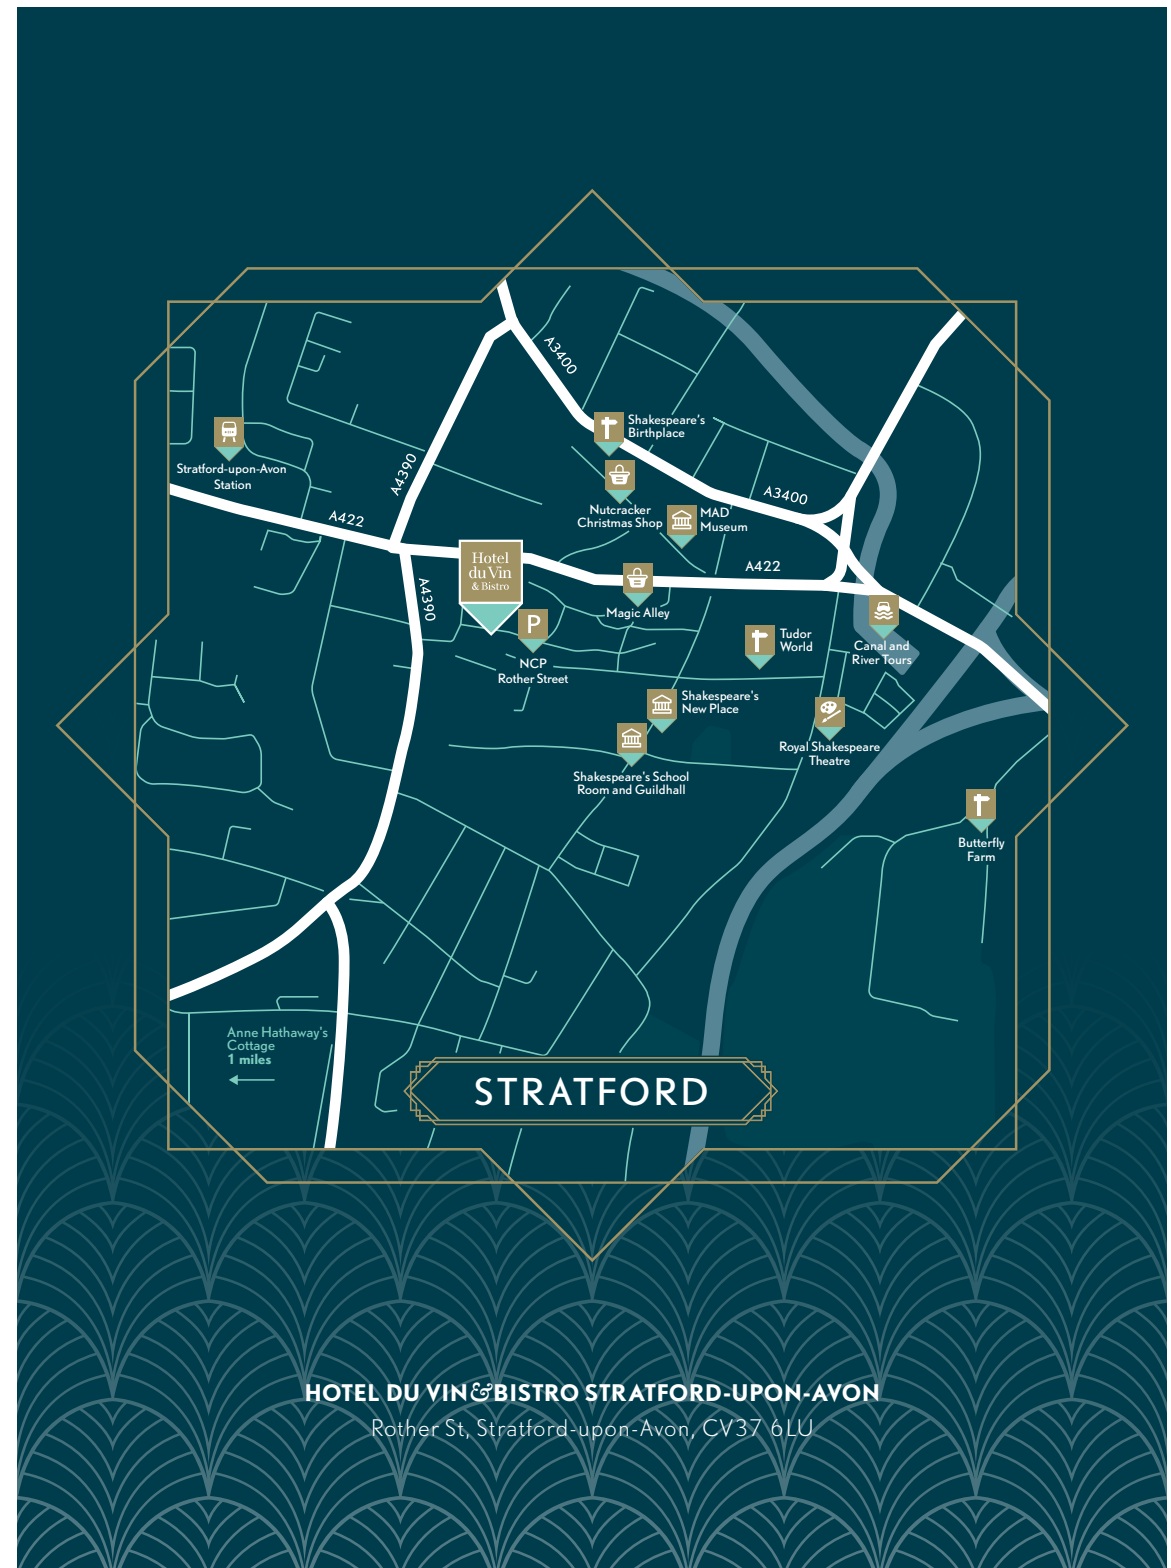 A3400
Shakespeare's
Birthplace
Stratford-upon-Avon
Station
A4390
A422
Nutcracker
Christmas Shop
MAD
Museum
A3400
Hotel
du Vin
& Bistro
A422
A4390
Magic Alley
P
NCP
Rother Street
Tudor
World
Canal and
River Tours
Shakespeare's
New Place
Royal Shakespeare
Theatre
Shakespeare's School
Room and Guildhall
Butterfly
Farm
Anne Hathaway's
Cottage
1 miles
STRATFORD
HOTEL DU VIN & BISTRO STRATFORD-UPON-AVON
Rother St, Stratford-upon-Avon, CV37 6LU